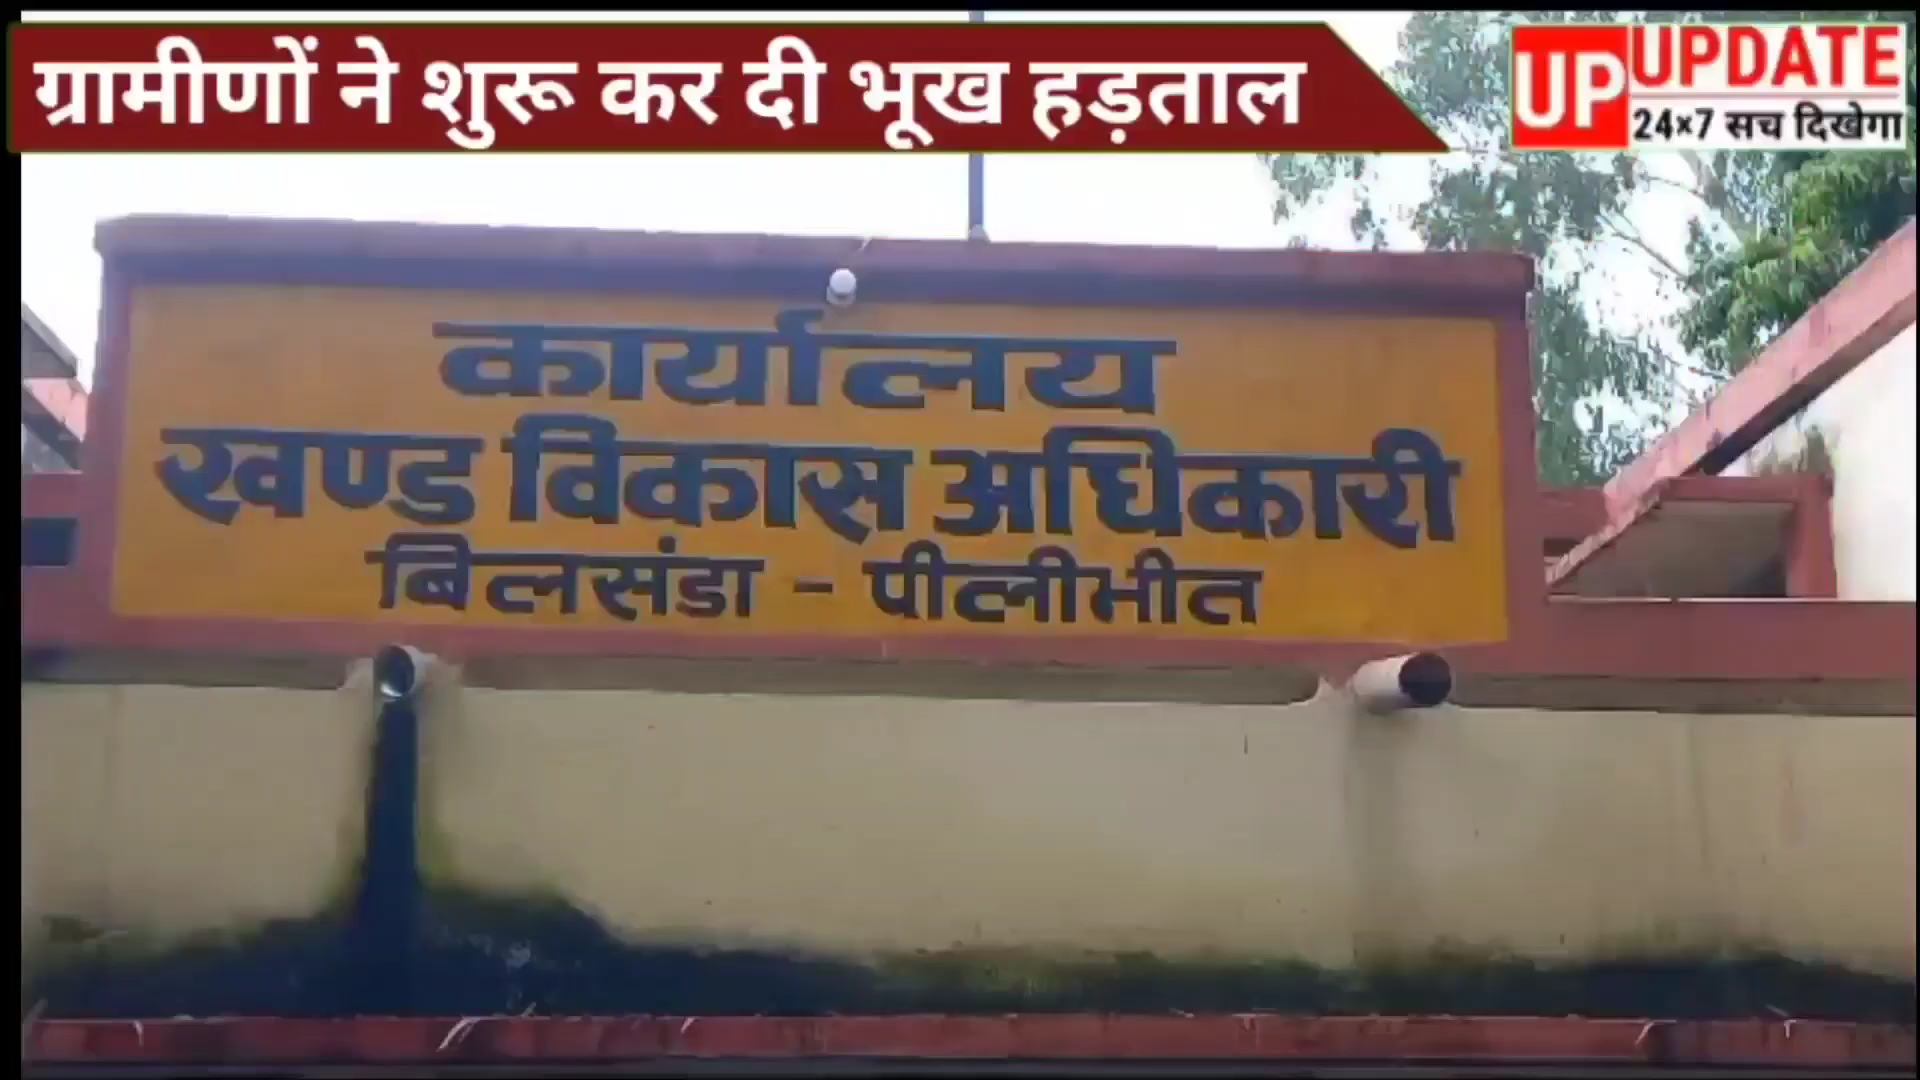 ग्रामीणों ने शुरू कर दी भूख हड़ताल
UP UPDATE
24×7 सच दिखेगा
कार्यालय
खण्ड विकास अधिकारी
बिलसंडा - पीलीभीत